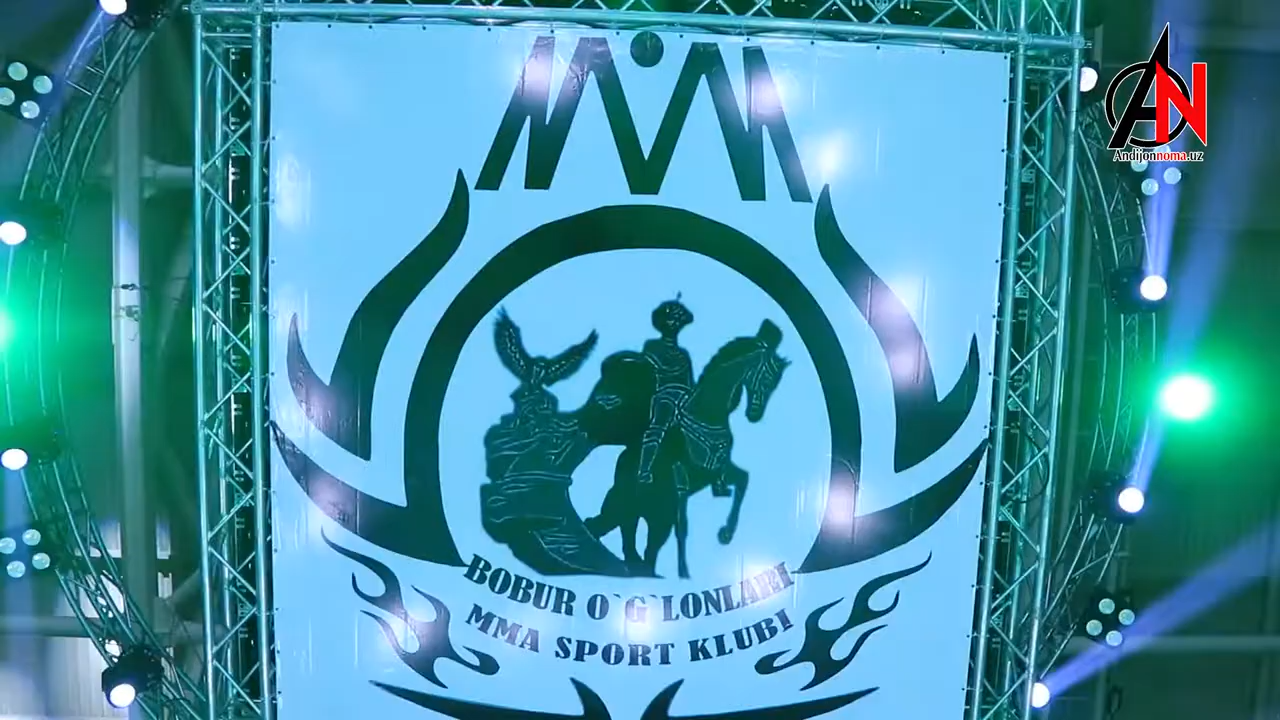 MMA
BOBUR O`G`LONLARI
MMA SPORT KLUBI
AN
Andijonnoma.uz